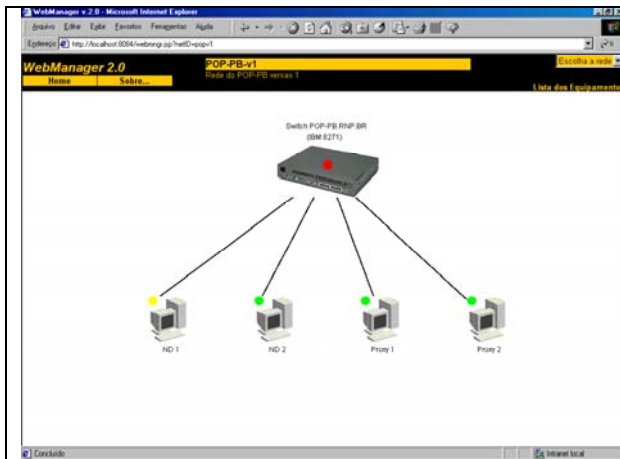 WebManager v.2.0 - Microsoft Internet Explorer
Arquivo Editar Exibir Favoritos Ferramentas Ajuda
Endereço http://localhost:8084/webmngr.jsp?netID=popv1
WebManager 2.0
POP-PB-v1
Escolha a rede
Rede do POP-PB versao 1
Home Sobre...
Lista dos Equipamento
Switch POP-PB.RNP.BR
(IBM 8271)
ND 1 ND 2 Proxy 1 Proxy 2
Concluído Intranet local